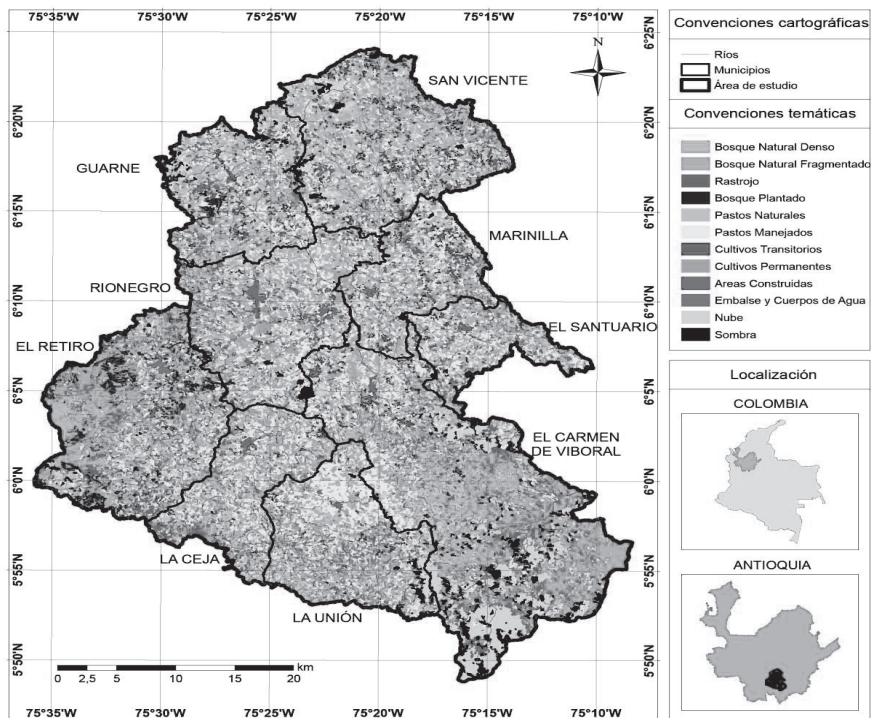 75°35'W 75°30'W 75°25'W 75°20'W 75°15'W 75°10'W
6°25'N
6°20'N 6°20'N
6°15'N 6°15'N
6°10'N 6°10'N
6°5'N 6°5'N
6°0'N 6°0'N
5°55'N 5°55'N
5°50'N 5°50'N
N
SAN VICENTE
GUARNE
MARINILLA
RIONEGRO
EL SANTUARIO
EL RETIRO
EL CARMEN
DE VIBORAL
LA CEJA
LA UNIÓN
km
0 2,5 5 10 15 20
75°35'W 75°30'W 75°25'W 75°20'W 75°15'W 75°10'W
Convenciones cartográficas
Ríos
Municipios
Área de estudio
Convenciones temáticas
Bosque Natural Denso
Bosque Natural Fragmentado
Rastrojo
Bosque Plantado
Pastos Naturales
Pastos Manejados
Cultivos Transitorios
Cultivos Permanentes
Areas Construidas
Embalse y Cuerpos de Agua
Nube
Sombra
Localización
COLOMBIA
ANTIOQUIA